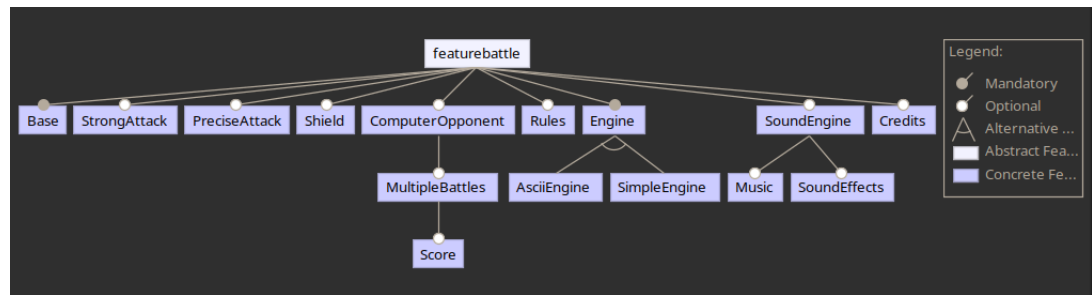 featurebattle
Legend:
Mandatory
Optional
Alternative ...
Abstract Fea...
Concrete Fe...
Base
StrongAttack
PreciseAttack
Shield
ComputerOpponent
Rules
Engine
SoundEngine
Credits
MultipleBattles
AsciiEngine
SimpleEngine
Music
SoundEffects
Score